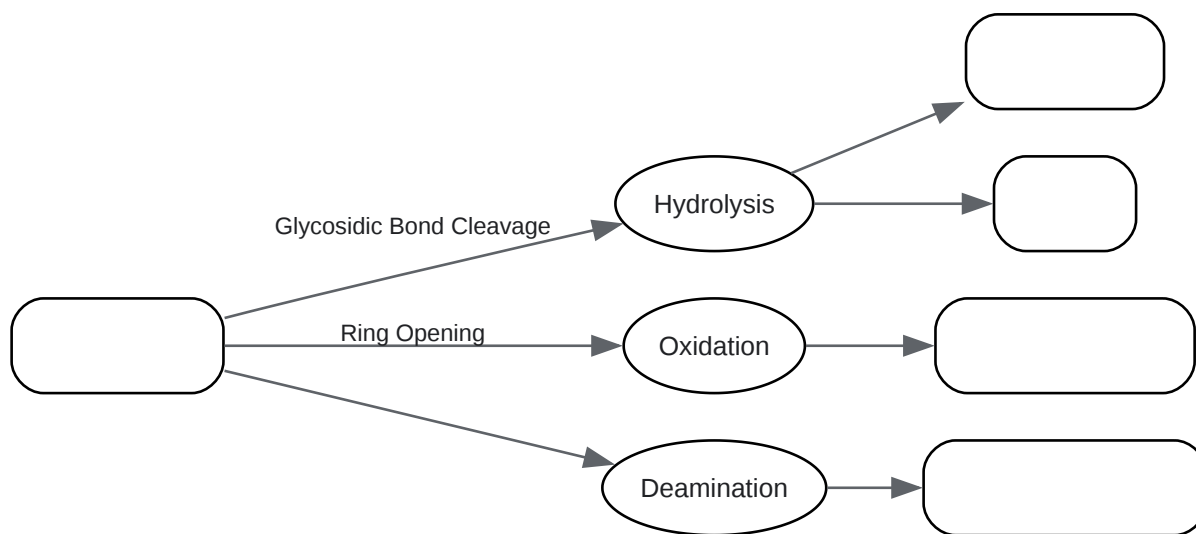 Glycosidic Bond Cleavage
Hydrolysis
Ring Opening
Oxidation
Deamination